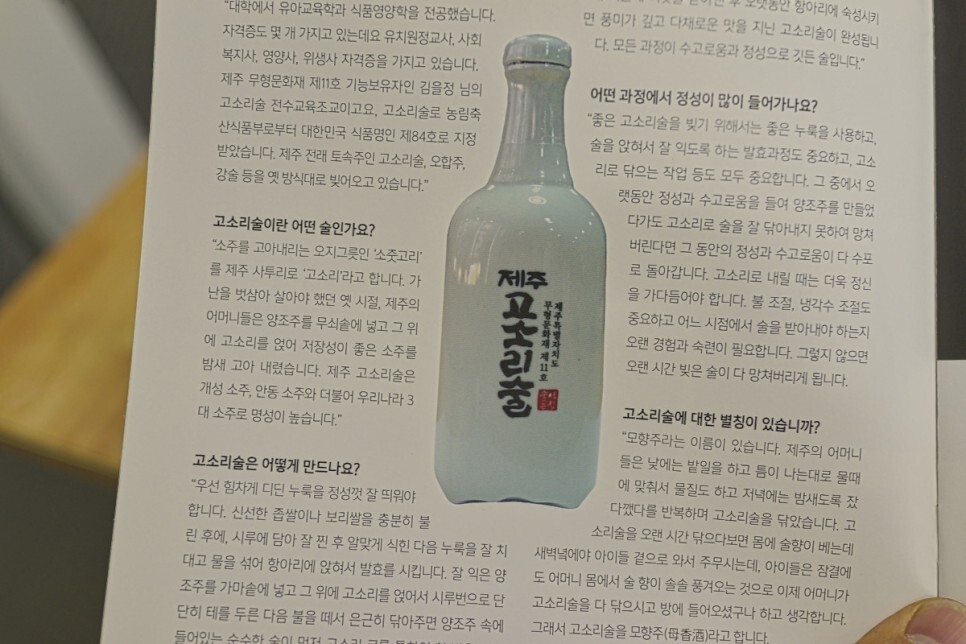 "대학에서 유아교육학과 식품영양학을 전공했습니다.
자격증도 몇 개 가지고 있는데요 유치원정교사, 사회
복지사, 영양사, 위생사 자격증을 가지고 있습니다.
제주 무형문화재 제11호 기능보유자인 김을정 님의
고소리술 전수교육조교이고요, 고소리술로 농림축
산식품부로부터 대한민국 식품명인 제84호로 지정
받았습니다. 제주 전래 토속주인 고소리술, 오합주,
강술 등을 옛 방식대로 빚어오고 있습니다."
고소리술이란 어떤 술인가요?
"소주를 고아내리는 오지그릇인 '소줏고리'
를 제주 사투리로 '고소리'라고 합니다. 가
난을 벗삼아 살아야 했던 옛 시절, 제주의
어머니들은 양조주를 무쇠솥에 넣고 그 위
에 고소리를 얹어 저장성이 좋은 소주를
밤새 고아 내렸습니다. 제주 고소리술은
개성 소주, 안동 소주와 더불어 우리나라 3
대 소주로 명성이 높습니다."
고소리술은 어떻게 만드나요?
"우선 힘차게 디딘 누룩을 정성껏 잘 띄워야
합니다. 신선한 좁쌀이나 보리쌀을 충분히 불
린 후에, 시루에 담아 잘 찐 후 알맞게 식힌 다음 누룩을 잘 치
대고 물을 섞어 항아리에 앉혀서 발효를 시킵니다. 잘 익은 양
조주를 가마솥에 넣고 그 위에 고소리를 얹어서 시루번으로 단
단히 테를 두른 다음 불을 떼서 은근히 닦아주면 양조주 속에
들어있는 순수한 술이 먼저 고소리
제주
고소리술
제주특별자치도
무형문화재 제11호
후 오랫동안 항아리에 숙성시키
면 풍미가 깊고 다채로운 맛을 지닌 고소리술이 완성됩니
다. 모든 과정이 수고로움과 정성으로 깃든 술입니다."
어떤 과정에서 정성이 많이 들어가나요?
"좋은 고소리술을 빚기 위해서는 좋은 누룩을 사용하고,
술을 앉혀서 잘 익도록 하는 발효과정도 중요하고, 고소
리로 닦으는 작업 등도 모두 중요합니다. 그 중에서 오
랫동안 정성과 수고로움을 들여 양조주를 만들었
다가도 고소리로 술을 잘 닦아내지 못하여 망쳐
버린다면 그 동안의 정성과 수고로움이 다 수포
로 돌아갑니다. 고소리로 내릴 때는 더욱 정신
을 가다듬어야 합니다. 불 조절, 냉각수 조절도
중요하고 어느 시점에서 술을 받아내야 하는지
오랜 경험과 숙련이 필요합니다. 그렇지 않으면
오랜 시간 빚은 술이 다 망쳐버리게 됩니다.
고소리술에 대한 별칭이 있습니까?
"모향주라는 이름이 있습니다. 제주의 어머니
들은 낮에는 밭일을 하고 틈이 나는대로 물때
에 맞춰서 물질도 하고 저녁에는 밤새도록 잤
다깼다를 반복하며 고소리술을 닦았습니다. 고
소리술을 오랜 시간 닦으다보면 몸에 술향이 베는데
새벽녘에야 아이들 곁으로 와서 주무시는데, 아이들은 잠결에
도 어머니 몸에서 술 향이 솔솔 풍겨오는 것으로 이제 어머니가
고소리술을 다 닦으시고 방에 들어오셨구나 하고 생각합니다.
그래서 고소리술을 모향주(母香酒)라고 합니다.